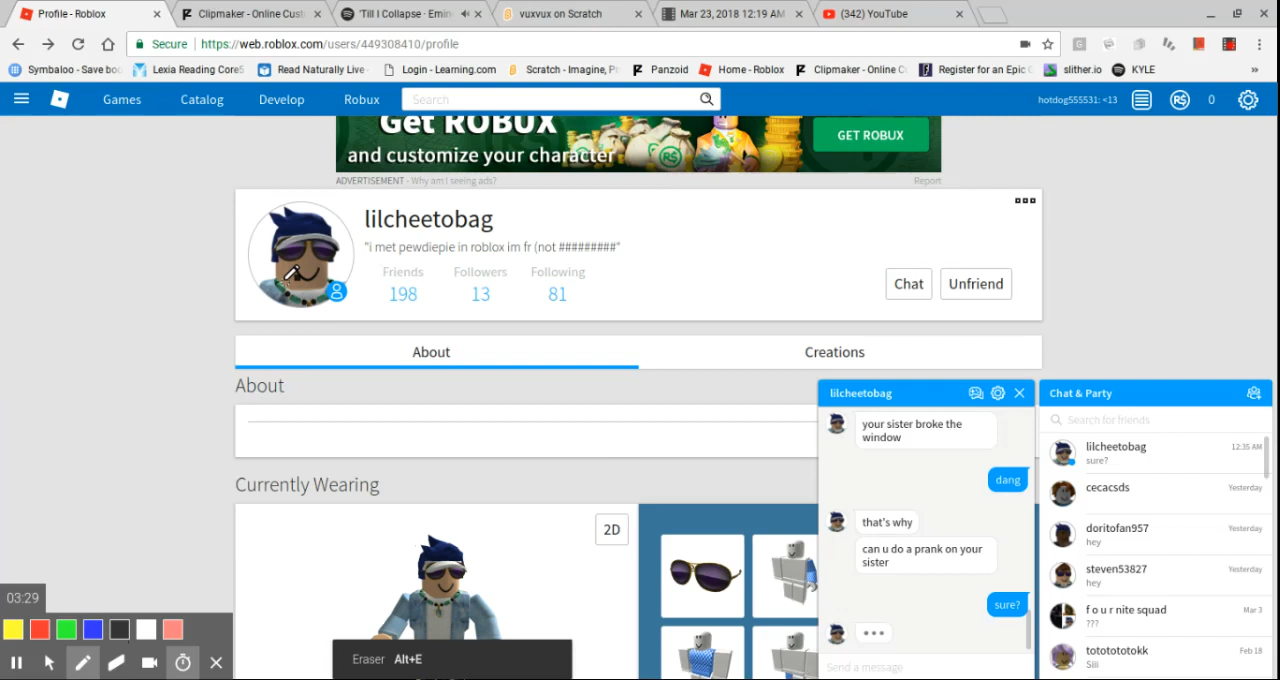 Profile - Roblox
Clipmaker - Online Cust
'Till I Collapse · Emin
vuxvux on Scratch
Mar 23, 2018 12:19 AM
(342) YouTube
Secure
https://web.roblox.com/users/449308410/profile
Symbaloo - Save boo
Lexia Reading Core5
Read Naturally Live -
Login - Learning.com
Scratch - Imagine, Pr
Panzoid
Home - Roblox
Clipmaker - Online Cu
Register for an Epic G
slither.io
KYLE
»
Games
Catalog
Develop
Robux
Search
hotdog555531: <13
0
Get ROBUX
and customize your character
GET ROBUX
ADVERTISEMENT - Why am I seeing ads?
Report
lilcheetobag
"i met pewdiepie in roblox im fr (not #########"
Friends
Followers
Following
198
13
81
Chat
Unfriend
About
Creations
About
Currently Wearing
2D
lilcheetobag
your sister broke the
window
dang
that's why
can u do a prank on your
sister
sure?
Send a message
Chat & Party
Search for friends
lilcheetobag
12:35 AM
sure?
cecacsds
Yesterday
doritofan957
Yesterday
hey
steven53827
Yesterday
hey
f o u r nite squad
Mar 3
???
totototototkk
Feb 18
Siii
03:29
Eraser Alt+E